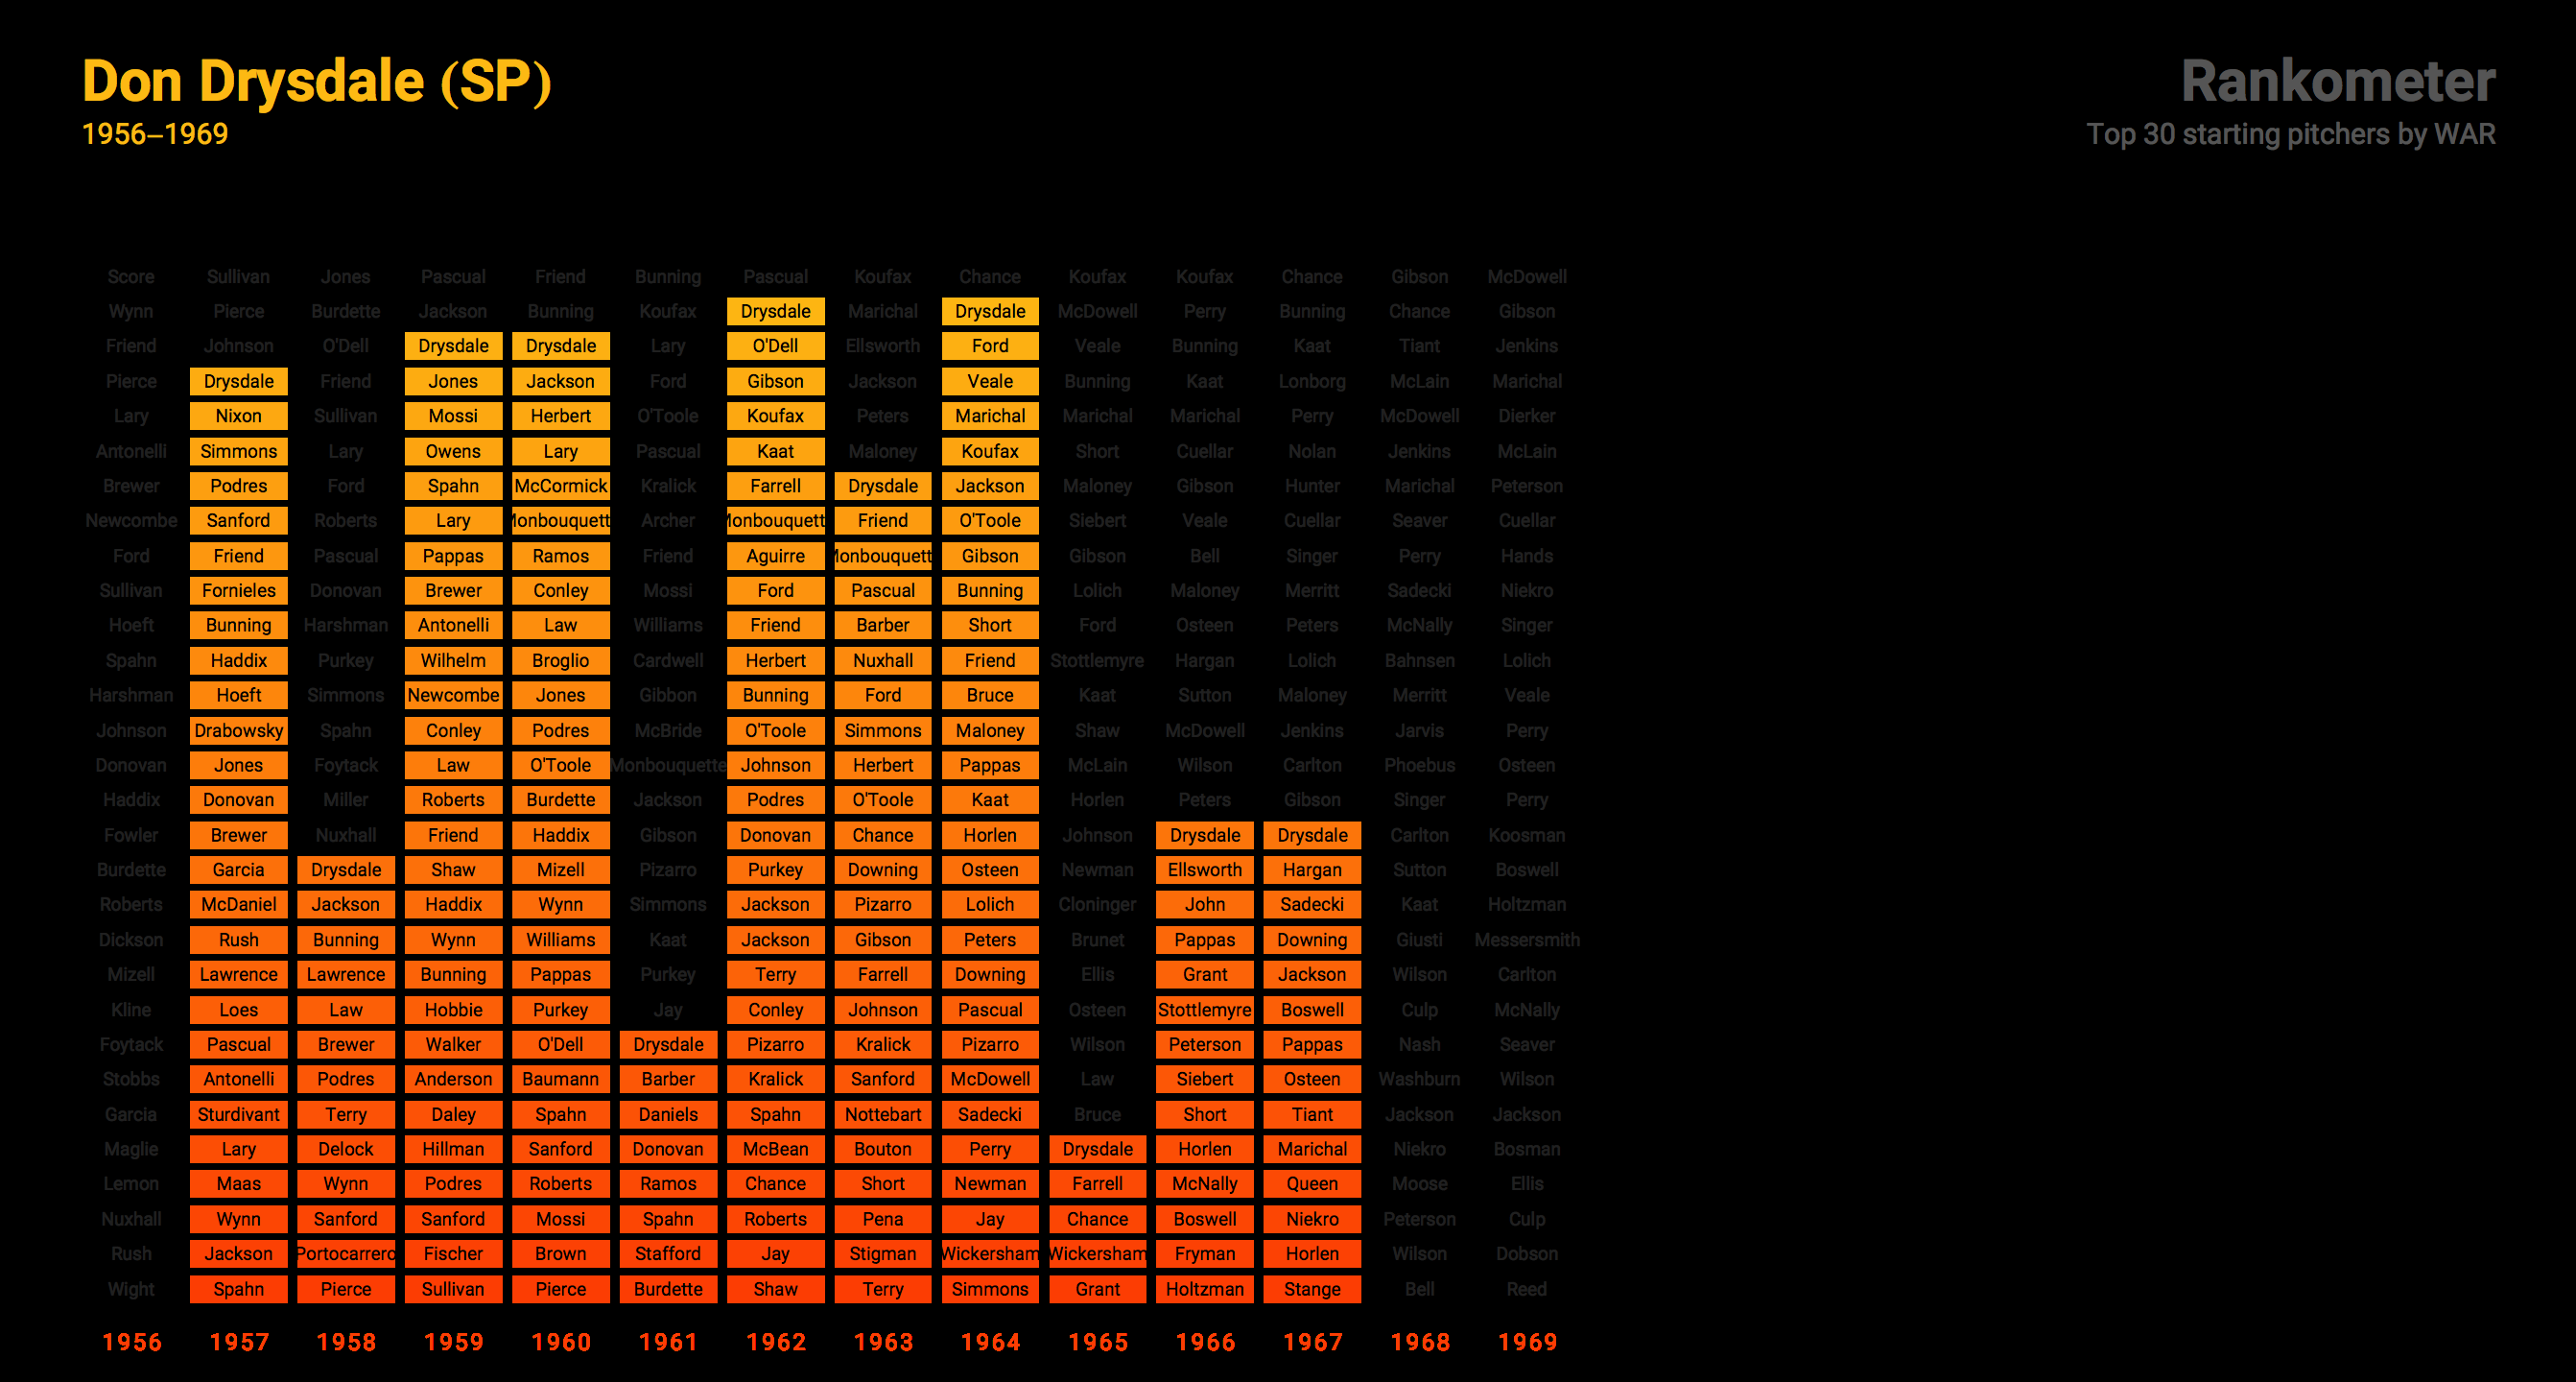 Don Drysdale (SP)
1956–1969
Rankometer
Top 30 starting pitchers by WAR
Score Sullivan Jones Pascual Friend Bunning Pascual Koufax Chance Koufax Koufax Chance Gibson McDowell
Wynn Pierce Burdette Jackson Bunning Koufax Drysdale Marichal Drysdale McDowell Perry Bunning Chance Gibson
Friend Johnson O'Dell Drysdale Drysdale Lary O'Dell Ellsworth Ford Veale Bunning Kaat Tiant Jenkins
Pierce Drysdale Friend Jones Jackson Ford Gibson Jackson Veale Bunning Kaat Lonborg McLain Marichal
Lary Nixon Sullivan Mossi Herbert O'Toole Koufax Peters Marichal Marichal Marichal Perry McDowell Dierker
Antonelli Simmons Lary Owens Lary Pascual Kaat Maloney Koufax Short Cuellar Nolan Jenkins McLain
Brewer Podres Ford Spahn McCormick Kralick Farrell Drysdale Jackson Maloney Gibson Hunter Marichal Peterson
Newcombe Sanford Roberts Lary Monbouquett Archer Monbouquett Friend O'Toole Siebert Veale Cuellar Seaver Cuellar
Ford Friend Pascual Pappas Ramos Friend Aguirre Monbouquett Gibson Gibson Bell Singer Perry Hands
Sullivan Fornieles Donovan Brewer Conley Mossi Ford Pascual Bunning Lolich Maloney Merritt Sadecki Niekro
Hoeft Bunning Harshman Antonelli Law Williams Friend Barber Short Ford Osteen Peters McNally Singer
Spahn Haddix Purkey Wilhelm Broglio Cardwell Herbert Nuxhall Friend Stottlemyre Hargan Lolich Bahnsen Lolich
Harshman Hoeft Simmons Newcombe Jones Gibbon Bunning Ford Bruce Kaat Sutton Maloney Merritt Veale
Johnson Drabowsky Spahn Conley Podres McBride O'Toole Simmons Maloney Shaw McDowell Jenkins Jarvis Perry
Donovan Jones Foytack Law O'Toole Monbouquette Johnson Herbert Pappas McLain Wilson Carlton Phoebus Osteen
Haddix Donovan Miller Roberts Burdette Jackson Podres O'Toole Kaat Horlen Peters Gibson Singer Perry
Fowler Brewer Nuxhall Friend Haddix Gibson Donovan Chance Horlen Johnson Drysdale Drysdale Carlton Koosman
Burdette Garcia Drysdale Shaw Mizell Pizarro Purkey Downing Osteen Newman Ellsworth Hargan Sutton Boswell
Roberts McDaniel Jackson Haddix Wynn Simmons Jackson Pizarro Lolich Cloninger John Sadecki Kaat Holtzman
Dickson Rush Bunning Wynn Williams Kaat Jackson Gibson Peters Brunet Pappas Downing Giusti Messersmith
Mizell Lawrence Lawrence Bunning Pappas Purkey Terry Farrell Downing Ellis Grant Jackson Wilson Carlton
Kline Loes Law Hobbie Purkey Jay Conley Johnson Pascual Osteen Stottlemyre Boswell Culp McNally
Foytack Pascual Brewer Walker O'Dell Drysdale Pizarro Kralick Pizarro Wilson Peterson Pappas Nash Seaver
Stobbs Antonelli Podres Anderson Baumann Barber Kralick Sanford McDowell Law Siebert Osteen Washburn Wilson
Garcia Sturdivant Terry Daley Spahn Daniels Spahn Nottebart Sadecki Bruce Short Tiant Jackson Jackson
Maglie Lary Delock Hillman Sanford Donovan McBean Bouton Perry Drysdale Horlen Marichal Niekro Bosman
Lemon Maas Wynn Podres Roberts Ramos Chance Short Newman Farrell McNally Queen Moose Ellis
Nuxhall Wynn Sanford Sanford Mossi Spahn Roberts Pena Jay Chance Boswell Niekro Peterson Culp
Rush Jackson Portocarrero Fischer Brown Stafford Jay Stigman Wickersham Wickersham Fryman Horlen Wilson Dobson
Wight Spahn Pierce Sullivan Pierce Burdette Shaw Terry Simmons Grant Holtzman Stange Bell Reed
1956 1957 1958 1959 1960 1961 1962 1963 1964 1965 1966 1967 1968 1969